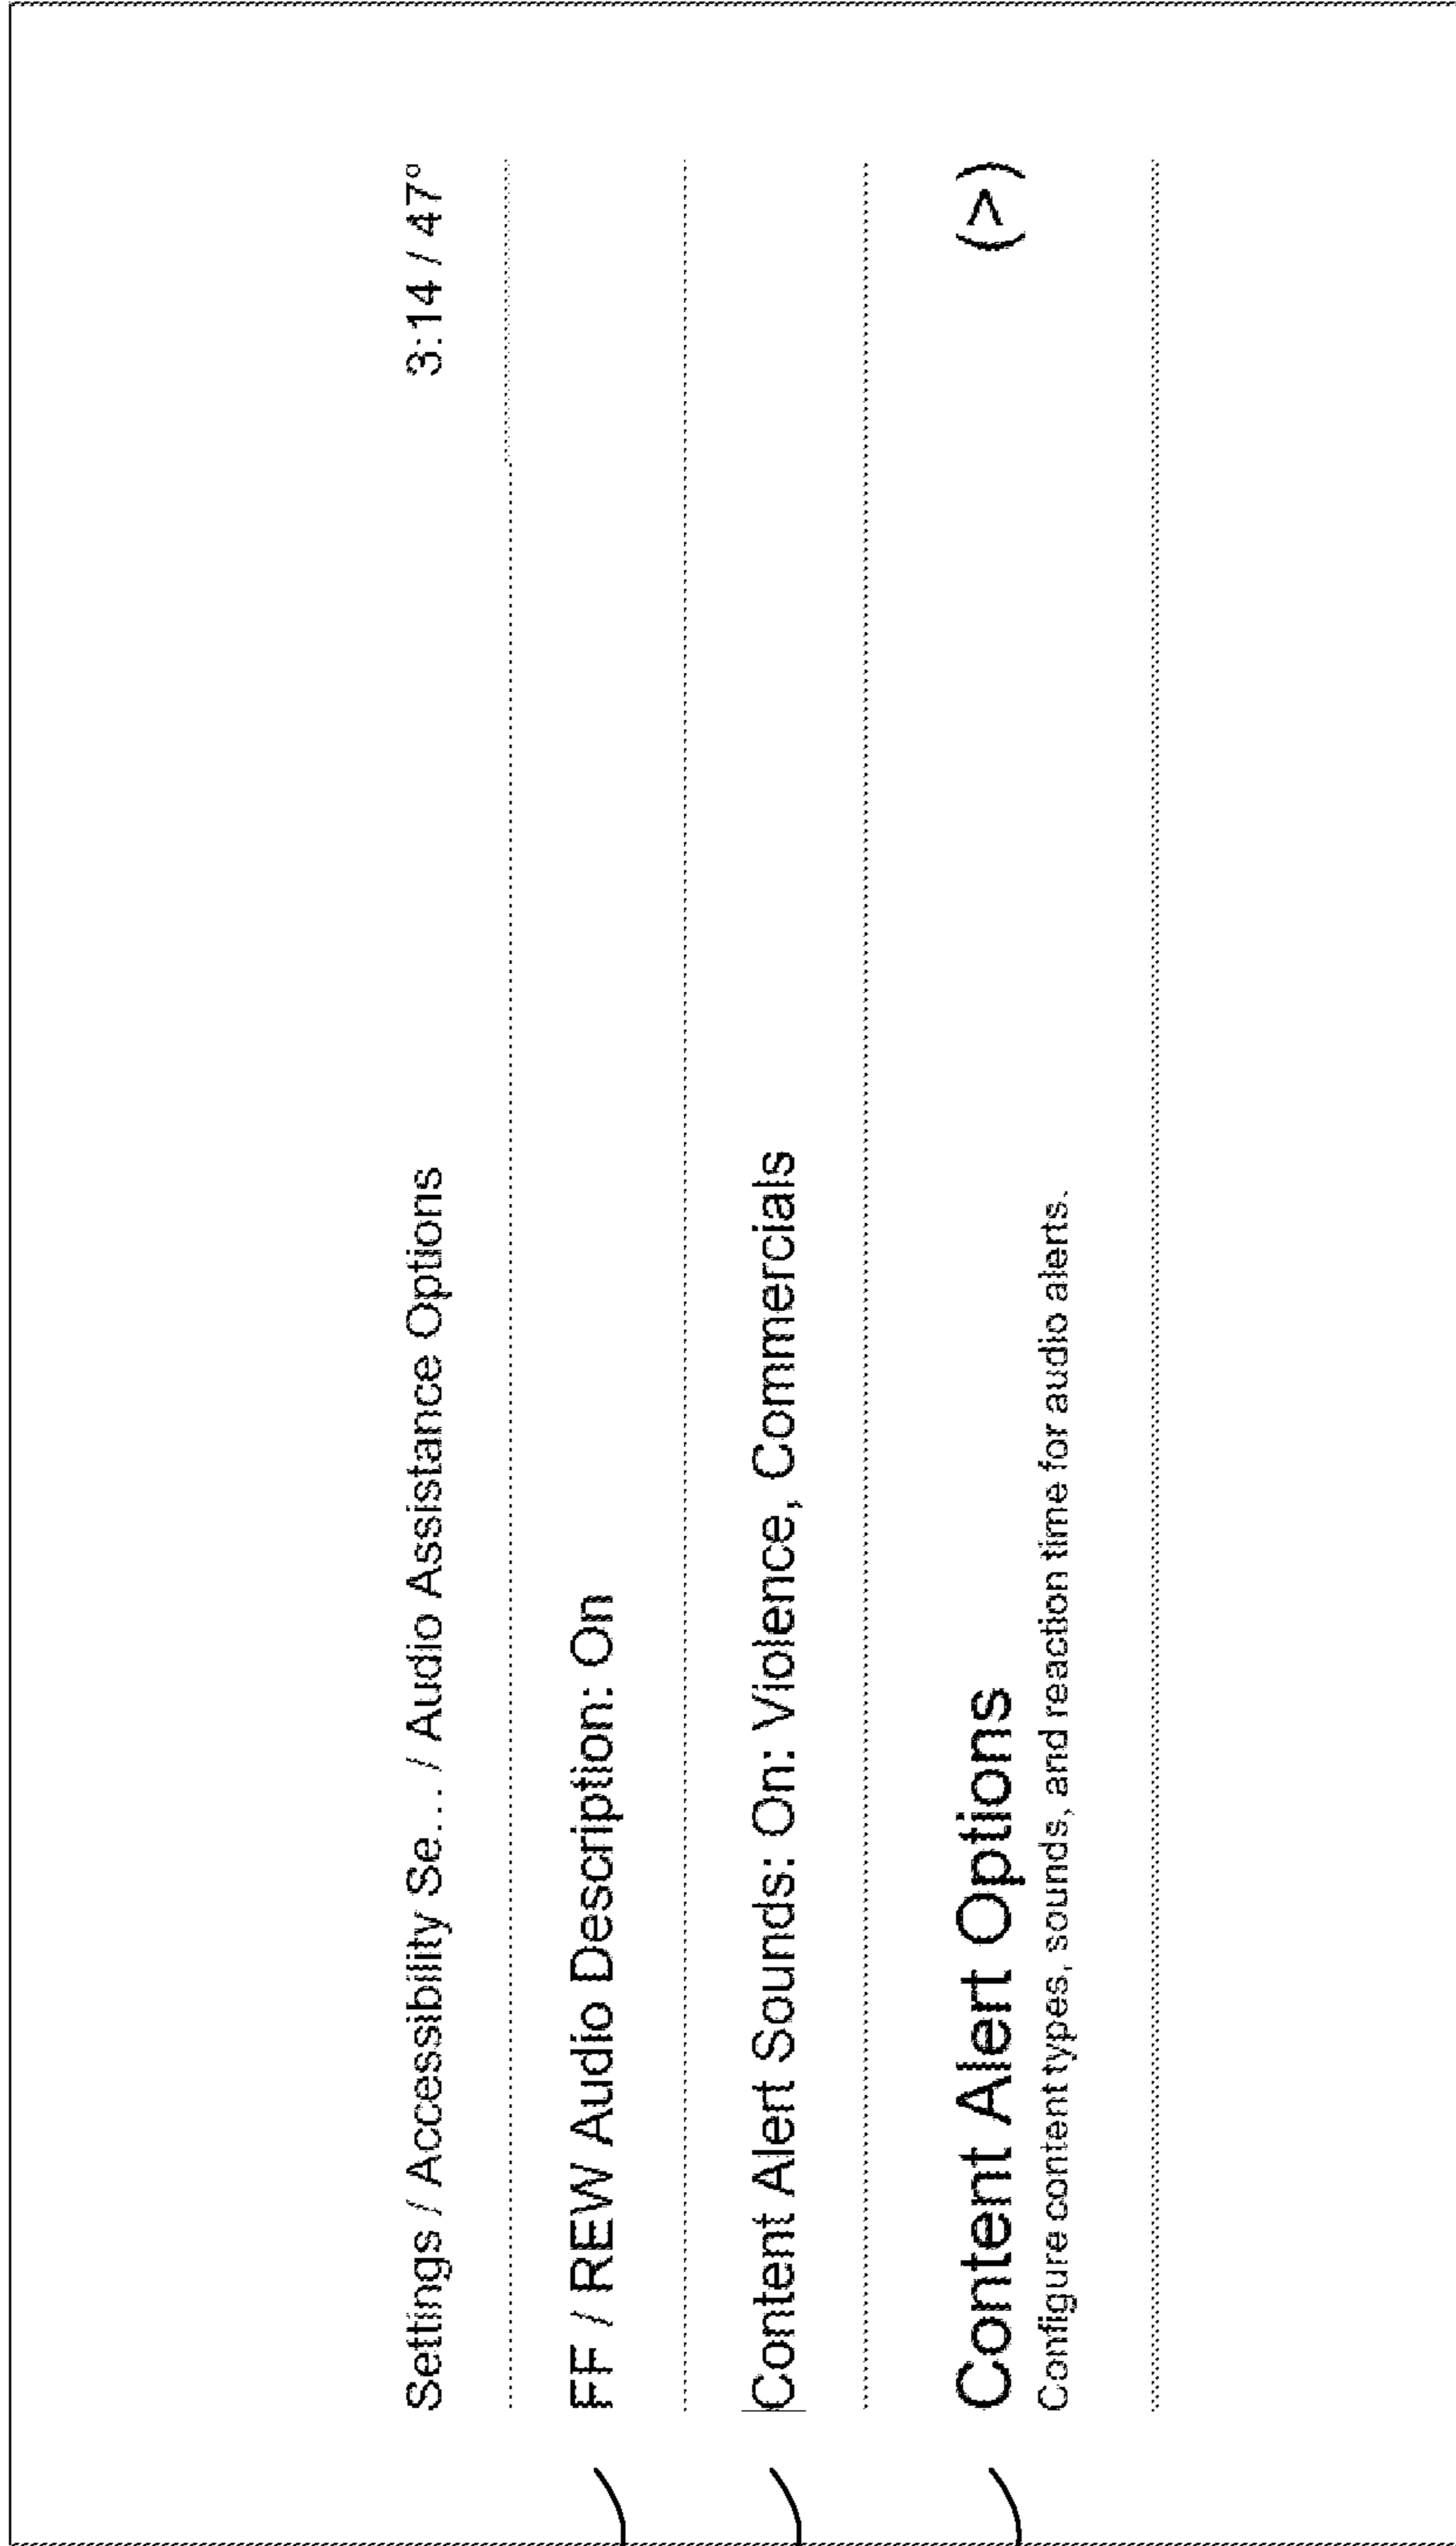 Settings / Accessibility Se... / Audio Assistance Options 3:14 / 47°
FF / REW Audio Description: On
Content Alert Sounds: On: Violence, Commercials
Content Alert Options (>)
Configure content types, sounds, and reaction time for audio alerts.